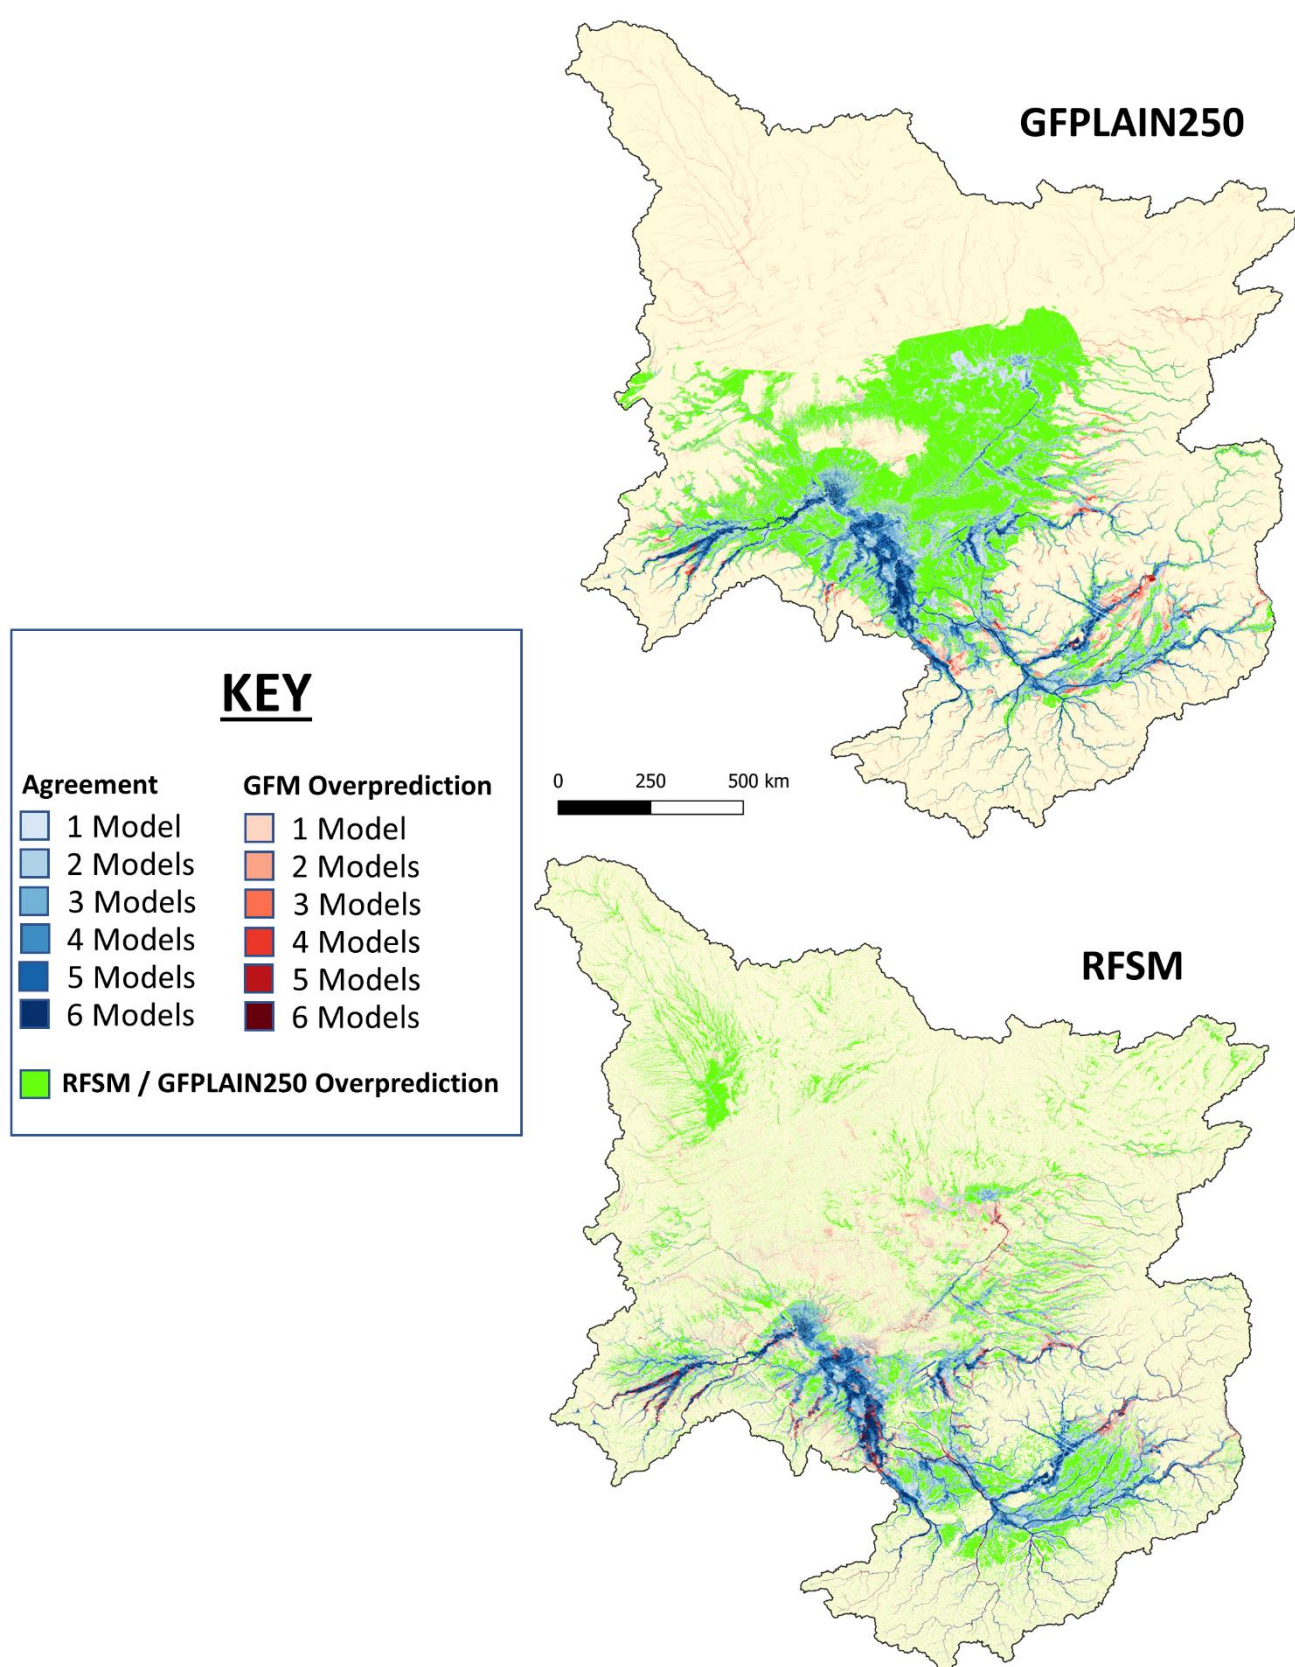 GFPLAIN250
KEY
Agreement
GFM Overprediction
1 Model
1 Model
2 Models
2 Models
3 Models
3 Models
4 Models
4 Models
5 Models
5 Models
6 Models
6 Models
RFSM / GFPLAIN250 Overprediction
0 250 500 km
RFSM